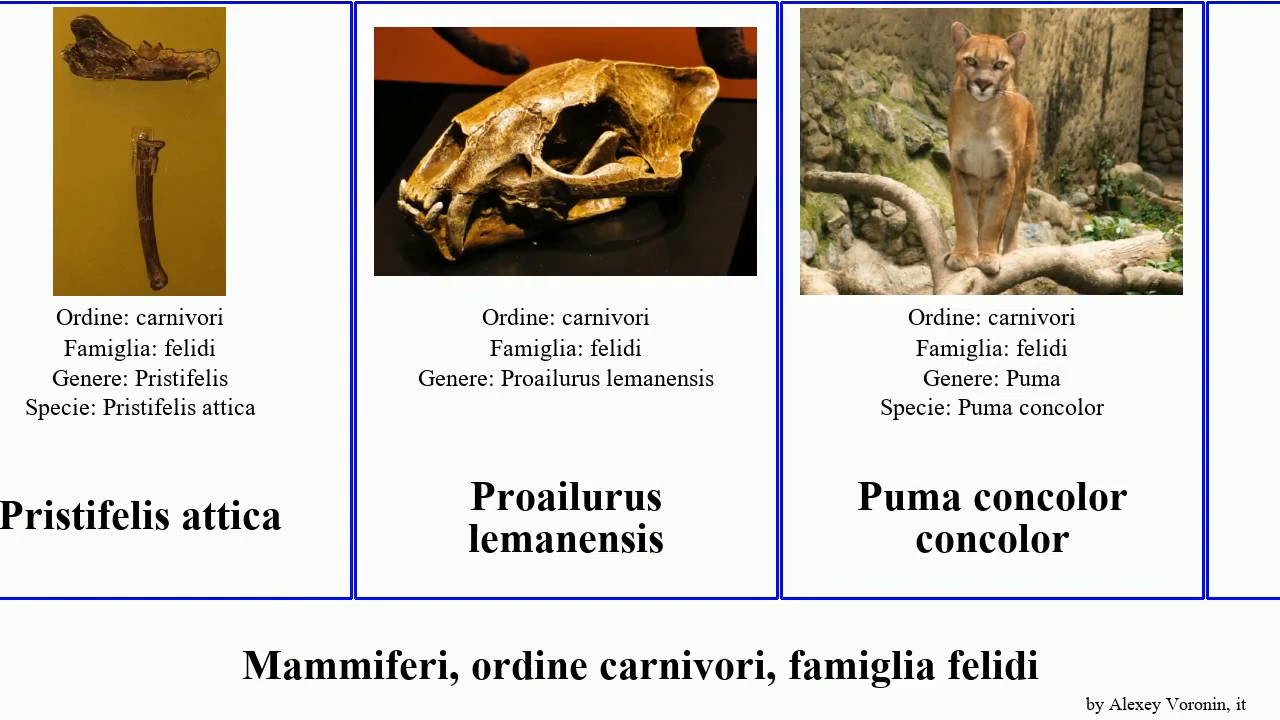 Ordine: carnivori
Famiglia: felidi
Genere: Pristifelis
Specie: Pristifelis attica
Pristifelis attica
Ordine: carnivori
Famiglia: felidi
Genere: Proailurus lemanensis
Proailurus
lemanensis
Ordine: carnivori
Famiglia: felidi
Genere: Puma
Specie: Puma concolor
Puma concolor
concolor
Mammiferi, ordine carnivori, famiglia felidi
by Alexey Voronin, it